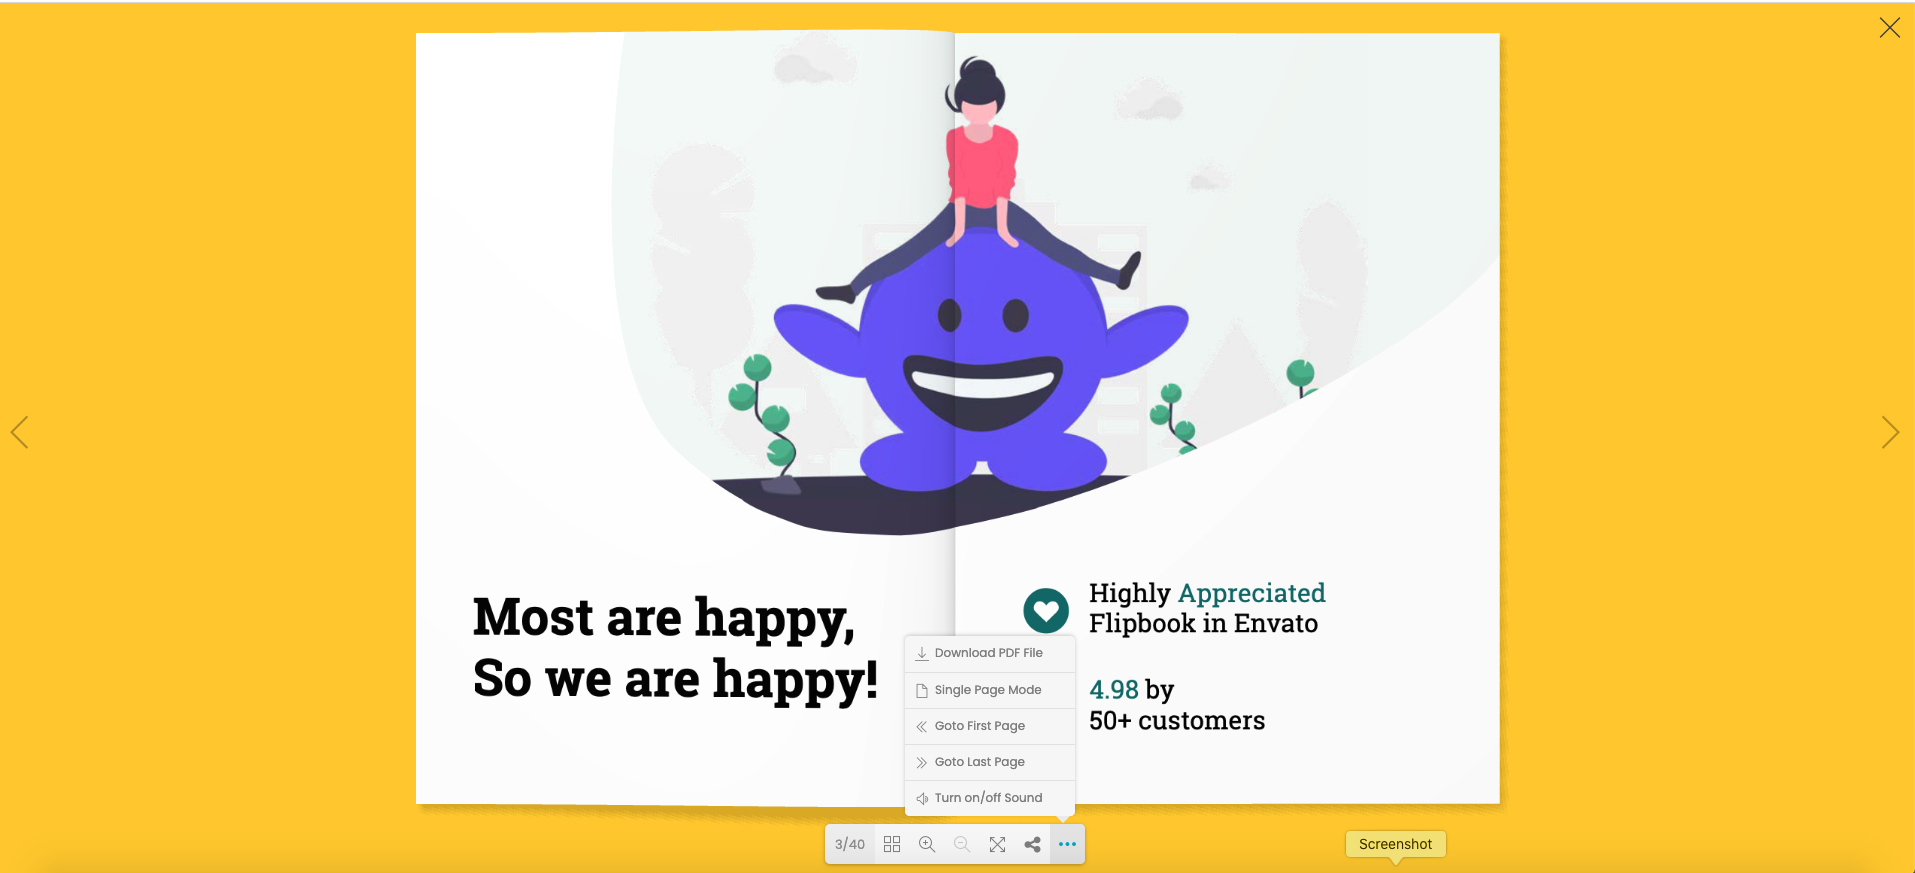 Most are happy,
So we are happy!
Highly Appreciated
Flipbook in Envato
4.98 by
50+ customers
Download PDF File
Single Page Mode
Goto First Page
Goto Last Page
Turn on/off Sound
3/40
Screenshot